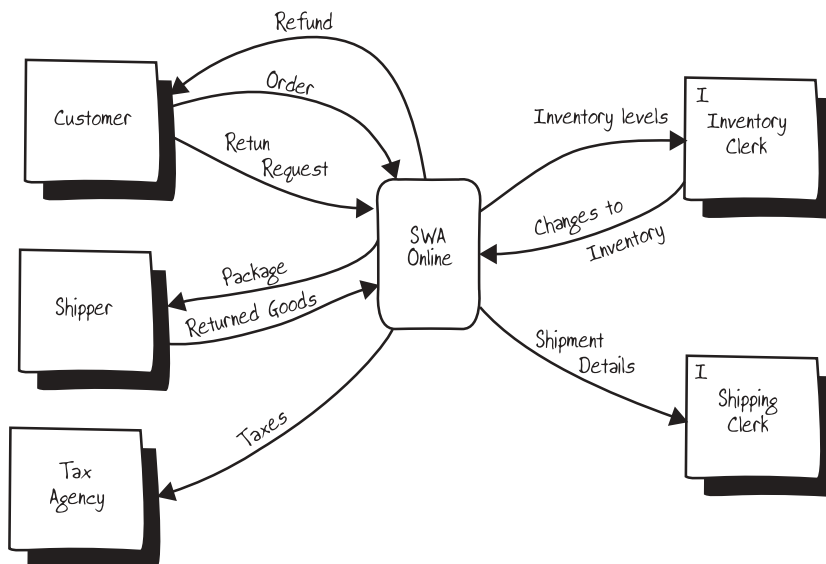 Refund
Order
Customer
Retun
Request
Inventory levels
I
Inventory
Clerk
SWA
Online
Changes to
Inventory
Package
Shipper
Returned Goods
Shipment
Details
I
Shipping
Clerk
Taxes
Tax
Agency